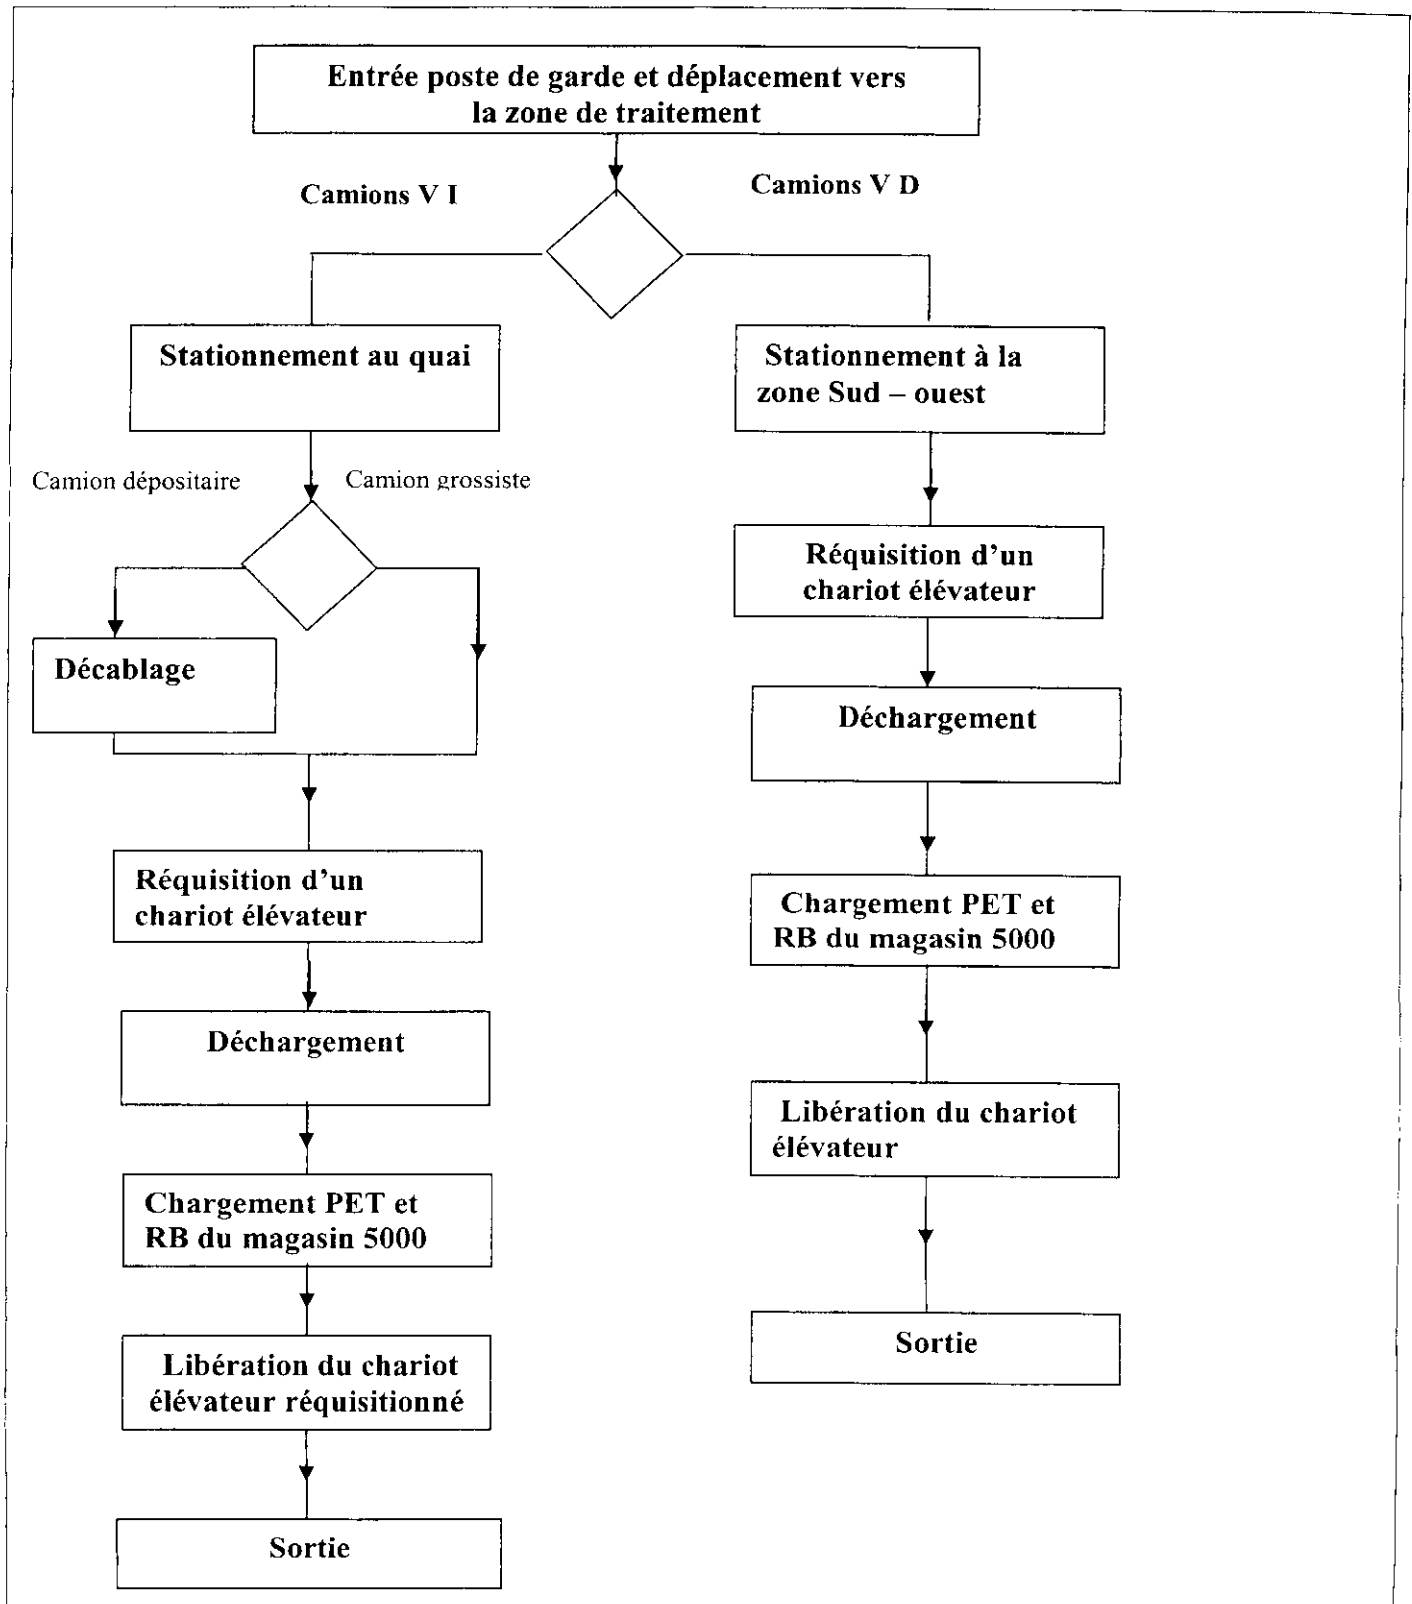 Entrée poste de garde et déplacement vers
la zone de traitement
Camions V I
Camions V D
Stationnement au quai
Stationnement à la
zone Sud – ouest
Camion dépositaire
Camion grossiste
Réquisition d'un
chariot élévateur
Décablage
Déchargement
Réquisition d'un
chariot élévateur
Chargement PET et
RB du magasin 5000
Déchargement
Libération du chariot
élévateur
Chargement PET et
RB du magasin 5000
Sortie
Libération du chariot
élévateur réquisitionné
Sortie